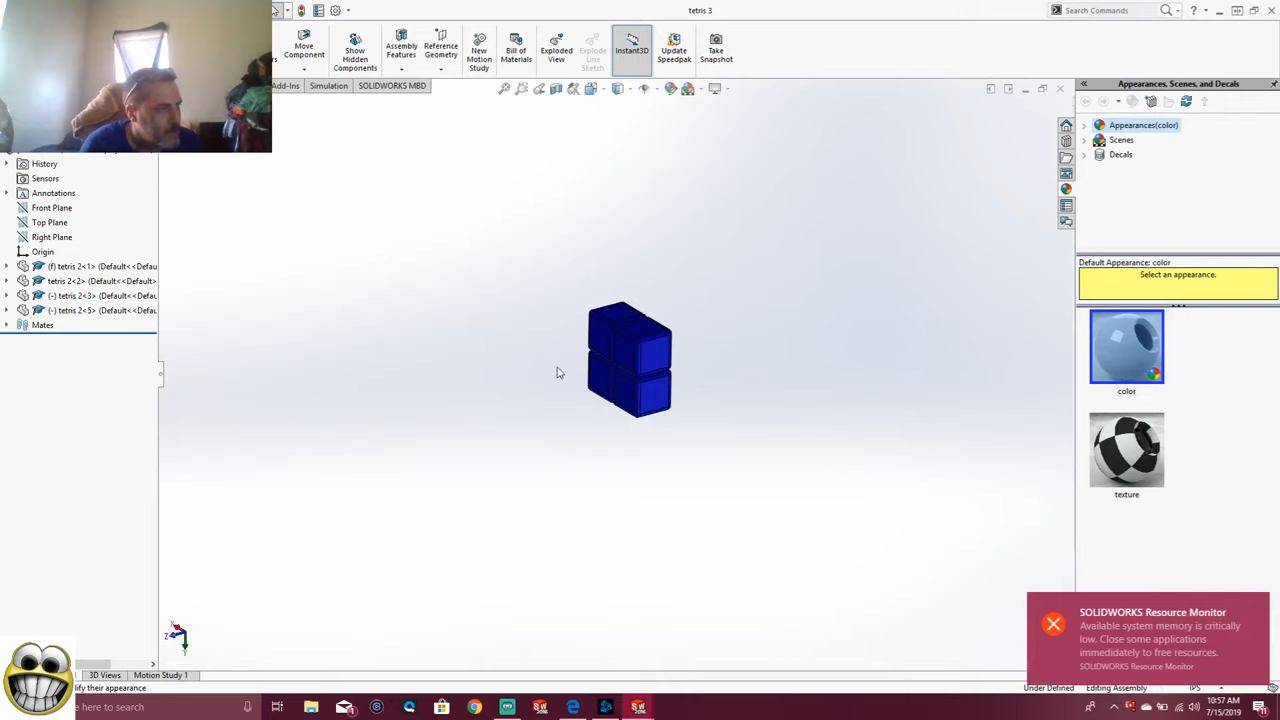 tetris 3
Search Commands
Move Component
Show Hidden Components
Assembly Features
Reference Geometry
New Motion Study
Bill of Materials
Exploded View
Explode Line Sketch
Instant3D
Update Speedpak
Take Snapshot
Add-Ins
Simulation
SOLIDWORKS MBD
Appearances, Scenes, and Decals
Appearances(color)
Scenes
Decals
History
Sensors
Annotations
Front Plane
Top Plane
Right Plane
Origin
(f) tetris 2<1> (Default<<Defau
tetris 2<2> (Default<<Default>
(-) tetris 2<3> (Default<<Defau
(-) tetris 2<5> (Default<<Defau
Mates
Default Appearance: color
Select an appearance.
color
texture
SOLIDWORKS Resource Monitor
Available system memory is critically
low. Close some applications
immedidately to free resources.
SOLIDWORKS Resource Monitor
X
Z
Y
3D Views
Motion Study 1
ify their appearance
Under Defined
Editing Assembly
IPS
here to search
10:57 AM
7/15/2019